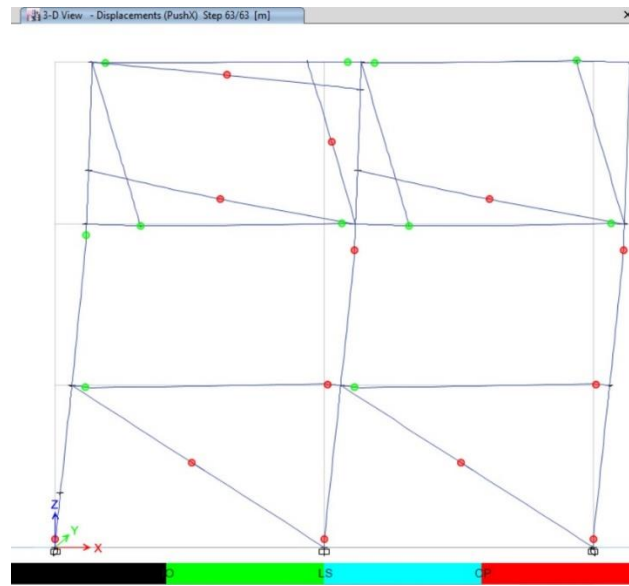 3-D View - Displacements (PushX) Step 63/63 [m]
Z
Y
X
IO LS CP